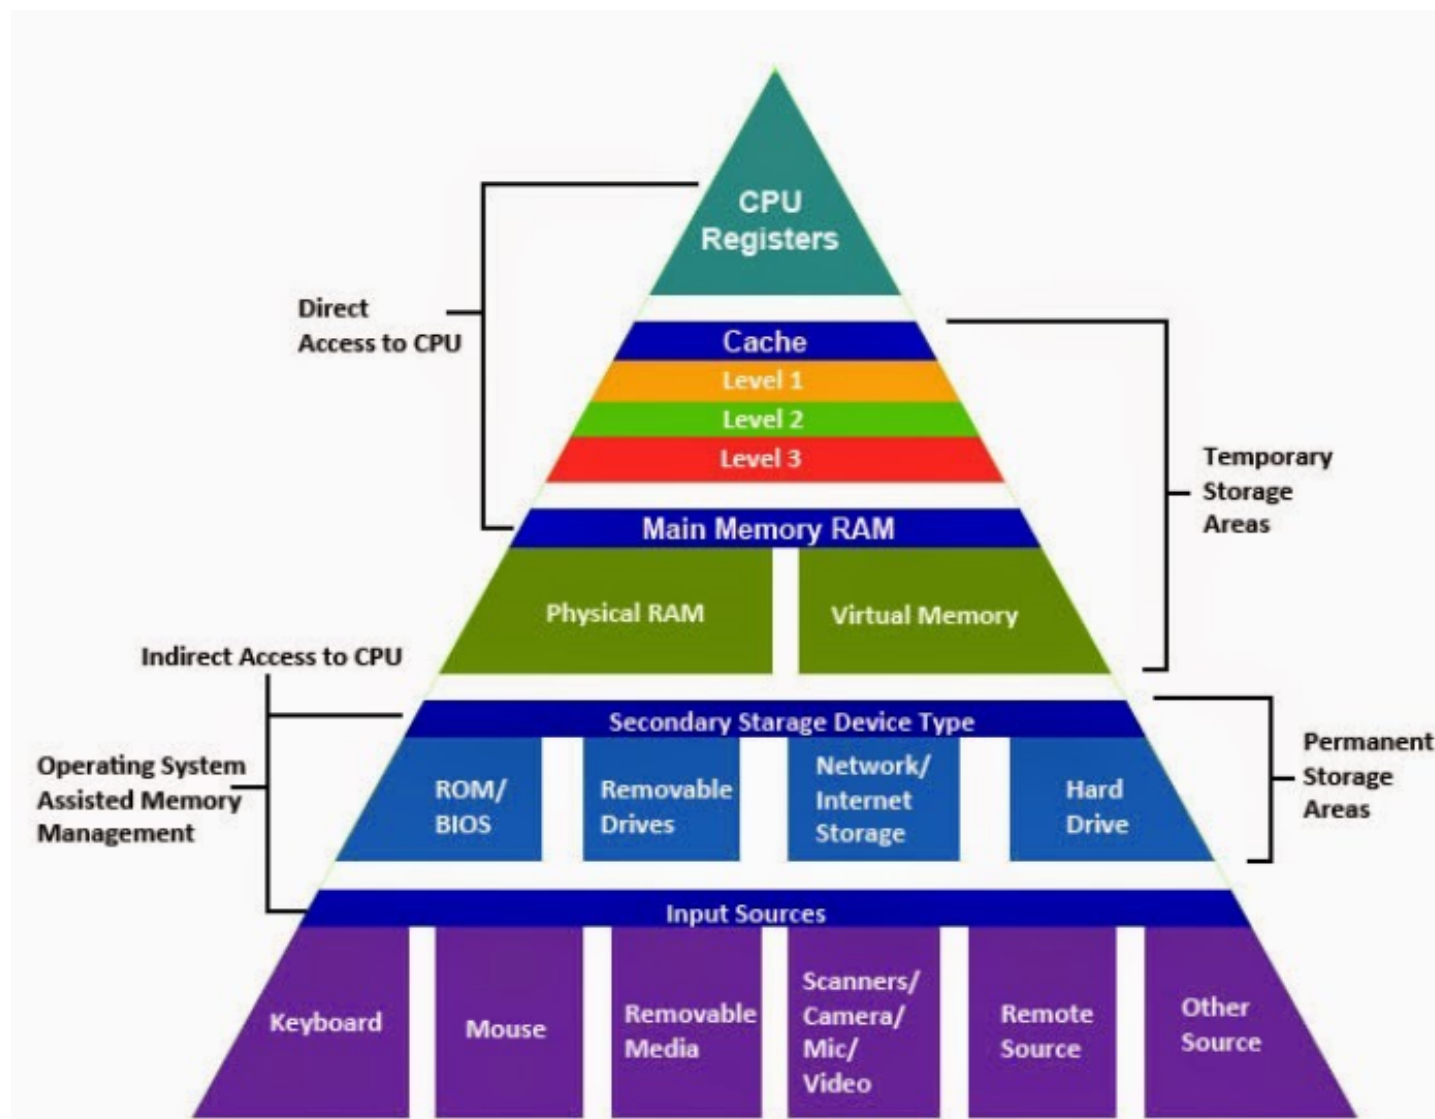 CPU
Registers
Direct
Access to CPU
Cache
Level 1
Level 2
Level 3
Temporary
Storage
Areas
Main Memory RAM
Physical RAM
Virtual Memory
Indirect Access to CPU
Secondary Starage Device Type
Operating System
Assisted Memory
Management
ROM/
BIOS
Removable
Drives
Network/
Internet
Storage
Hard
Drive
Permanent
Storage
Areas
Input Sources
Keyboard
Mouse
Removable
Media
Scanners/
Camera/
Mic/
Video
Remote
Source
Other
Source